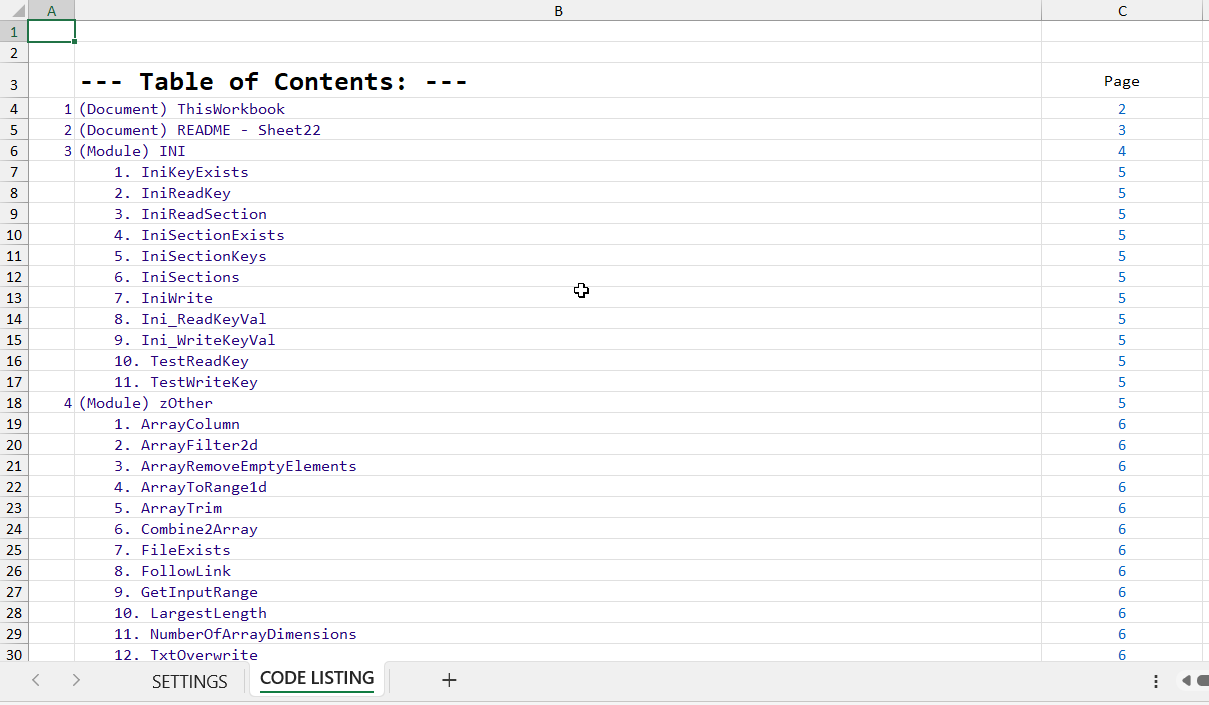 A B C
1
2
3 --- Table of Contents: --- Page
4 1 (Document) ThisWorkbook 2
5 2 (Document) README - Sheet22 3
6 3 (Module) INI 4
7 1. IniKeyExists 5
8 2. IniReadKey 5
9 3. IniReadSection 5
10 4. IniSectionExists 5
11 5. IniSectionKeys 5
12 6. IniSections 5
13 7. IniWrite 5
14 8. Ini_ReadKeyVal 5
15 9. Ini_WriteKeyVal 5
16 10. TestReadKey 5
17 11. TestWriteKey 5
18 4 (Module) zOther 5
19 1. ArrayColumn 6
20 2. ArrayFilter2d 6
21 3. ArrayRemoveEmptyElements 6
22 4. ArrayToRange1d 6
23 5. ArrayTrim 6
24 6. Combine2Array 6
25 7. FileExists 6
26 8. FollowLink 6
27 9. GetInputRange 6
28 10. LargestLength 6
29 11. NumberOfArrayDimensions 6
30 12. TxtOverwrite 6
SETTINGS CODE LISTING +